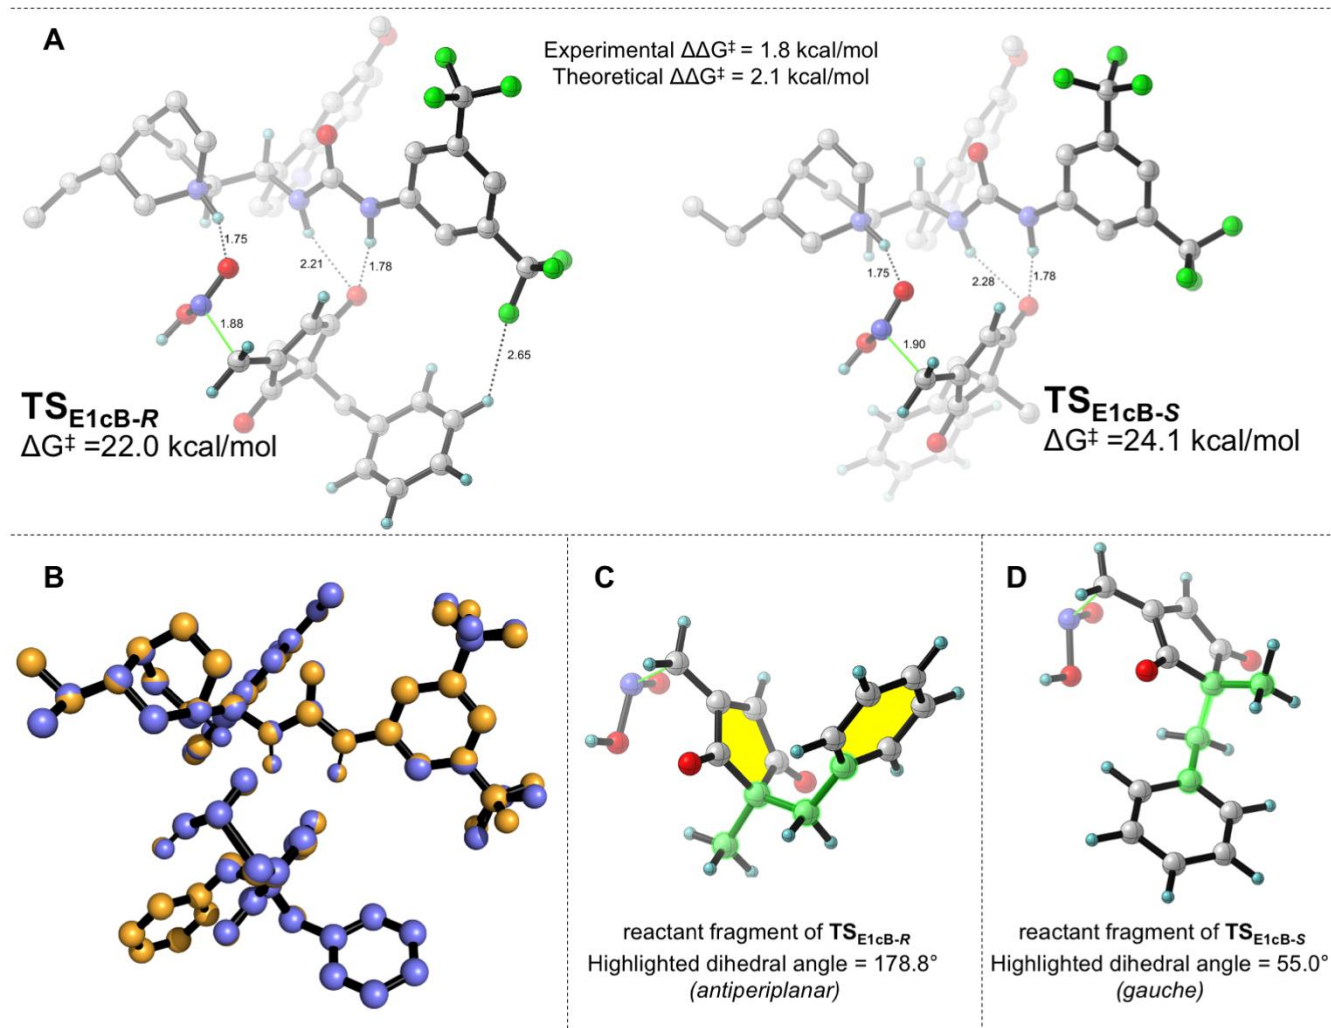 A
Experimental ΔΔG‡ = 1.8 kcal/mol
Theoretical ΔΔG‡ = 2.1 kcal/mol
1.75
2.21
1.78
1.88
2.65
TSE1cB-R
ΔG‡ =22.0 kcal/mol
1.75
2.28
1.78
1.90
TSE1cB-S
ΔG‡ =24.1 kcal/mol
B
C
reactant fragment of TSE1cB-R
Highlighted dihedral angle = 178.8°
(antiperiplanar)
D
reactant fragment of TSE1cB-S
Highlighted dihedral angle = 55.0°
(gauche)